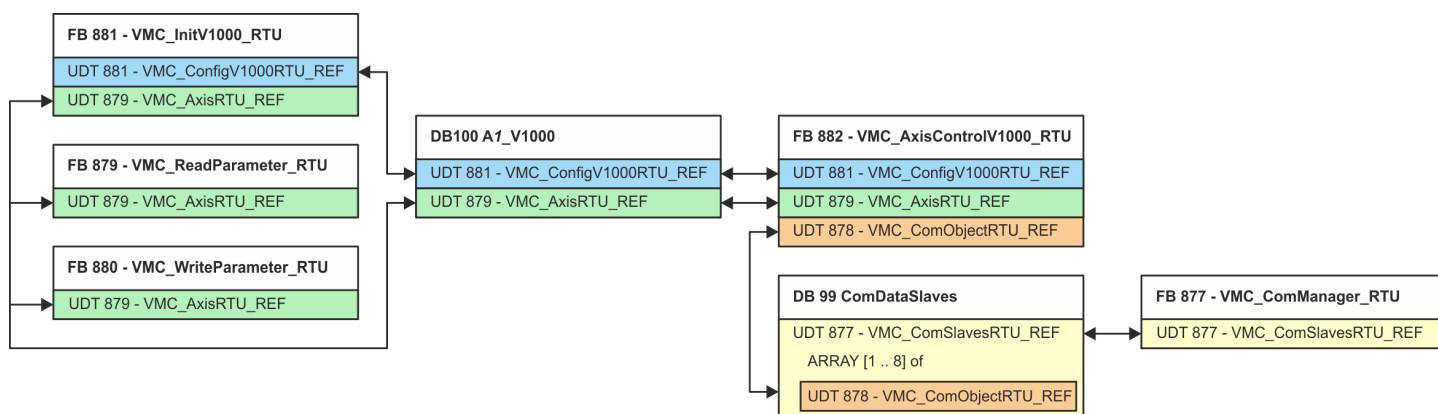 FB 881 - VMC_InitV1000_RTU
UDT 881 - VMC_ConfigV1000RTU_REF
UDT 879 - VMC_AxisRTU_REF
FB 879 - VMC_ReadParameter_RTU
UDT 879 - VMC_AxisRTU_REF
FB 880 - VMC_WriteParameter_RTU
UDT 879 - VMC_AxisRTU_REF
DB100 A1_V1000
UDT 881 - VMC_ConfigV1000RTU_REF
UDT 879 - VMC_AxisRTU_REF
FB 882 - VMC_AxisControlV1000_RTU
UDT 881 - VMC_ConfigV1000RTU_REF
UDT 879 - VMC_AxisRTU_REF
UDT 878 - VMC_ComObjectRTU_REF
DB 99 ComDataSlaves
UDT 877 - VMC_ComSlavesRTU_REF
ARRAY [1 .. 8] of
UDT 878 - VMC_ComObjectRTU_REF
FB 877 - VMC_ComManager_RTU
UDT 877 - VMC_ComSlavesRTU_REF